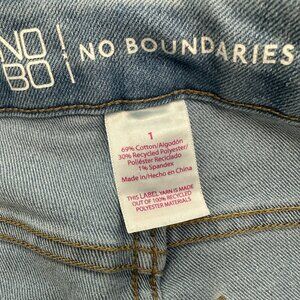 NO
BO
NO BOUNDARIES
1
69% Cotton/Algodón
30% Recycled Polyester/
Poliéster Reciclado
1% Spandex
Made in/Hecho en China
THIS LABEL YARN IS MADE
OUT OF 100% RECYCLED
POLYESTER MATERIALS